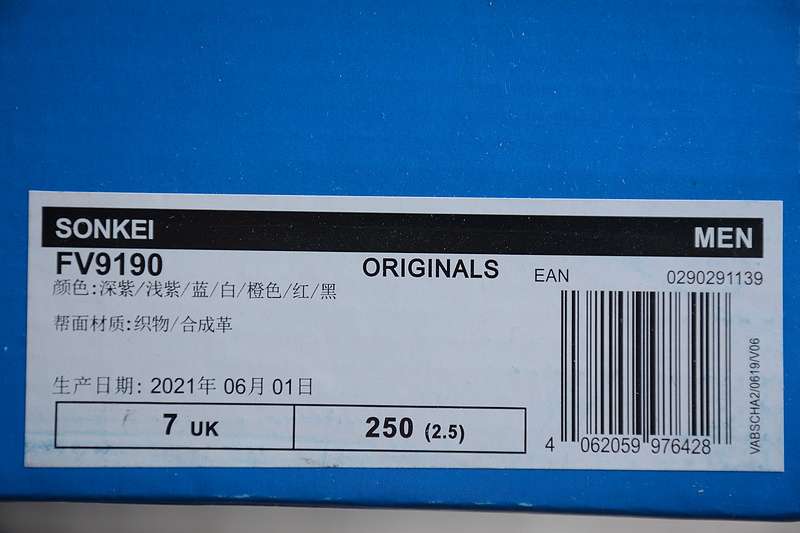 SONKEI MEN
FV9190 ORIGINALS EAN 0290291139
颜色:深紫/浅紫/蓝/白/橙色/红/黑
帮面材质:织物/合成革
生产日期: 2021年 06月 01日
7 UK 250 (2.5)
4 062059 976428
VABSCHA2/0619/V06